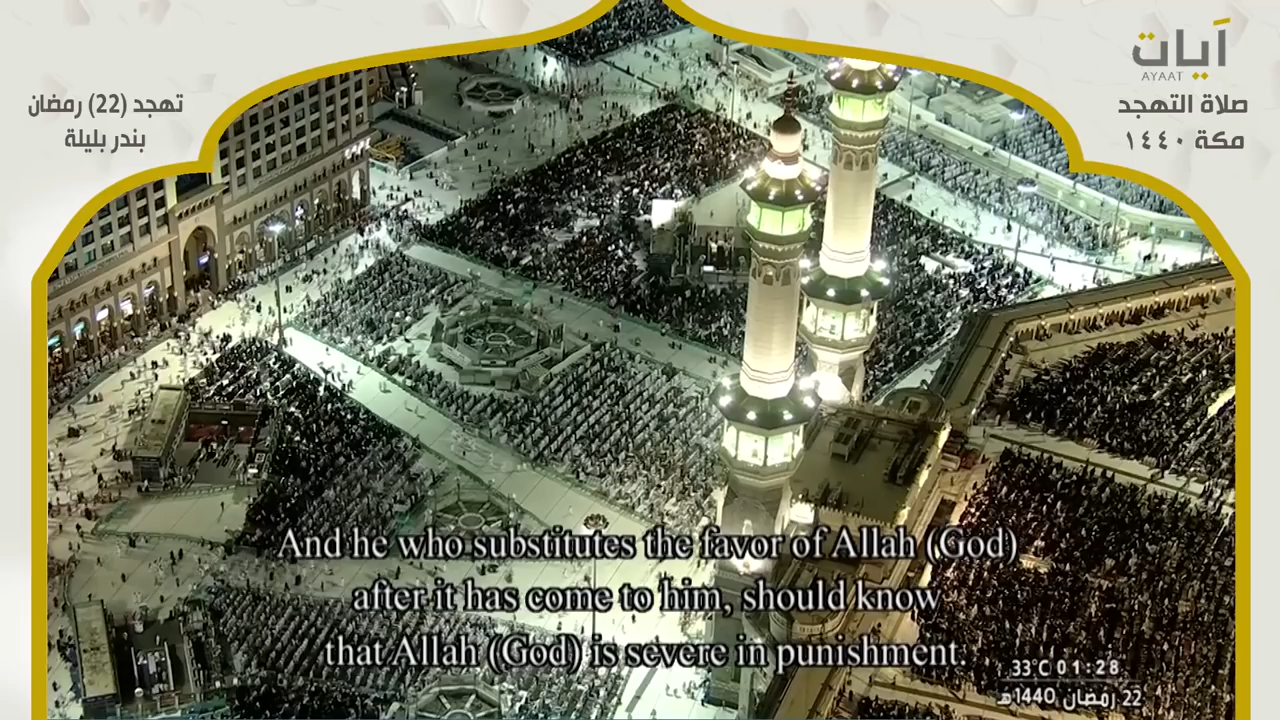 آيات
AYAAT
صلاة التهجد
مكة ١٤٤٠
تهجد (22) رمضان
بندر بليلة
And he who substitutes the favor of Allah (God)
after it has come to him, should know
that Allah (God) is severe in punishment.
33°C 01:28
22 رمضان 1440هـ